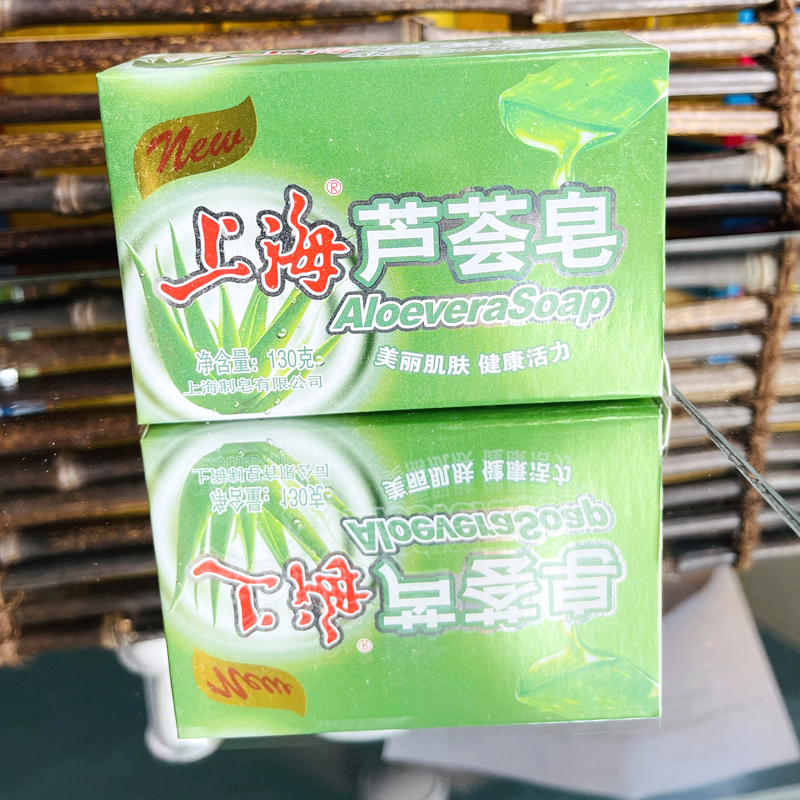 New
上海®芦荟皂
AloeveraSoap
美丽肌肤 健康活力
净含量：130克
上海制皂有限公司